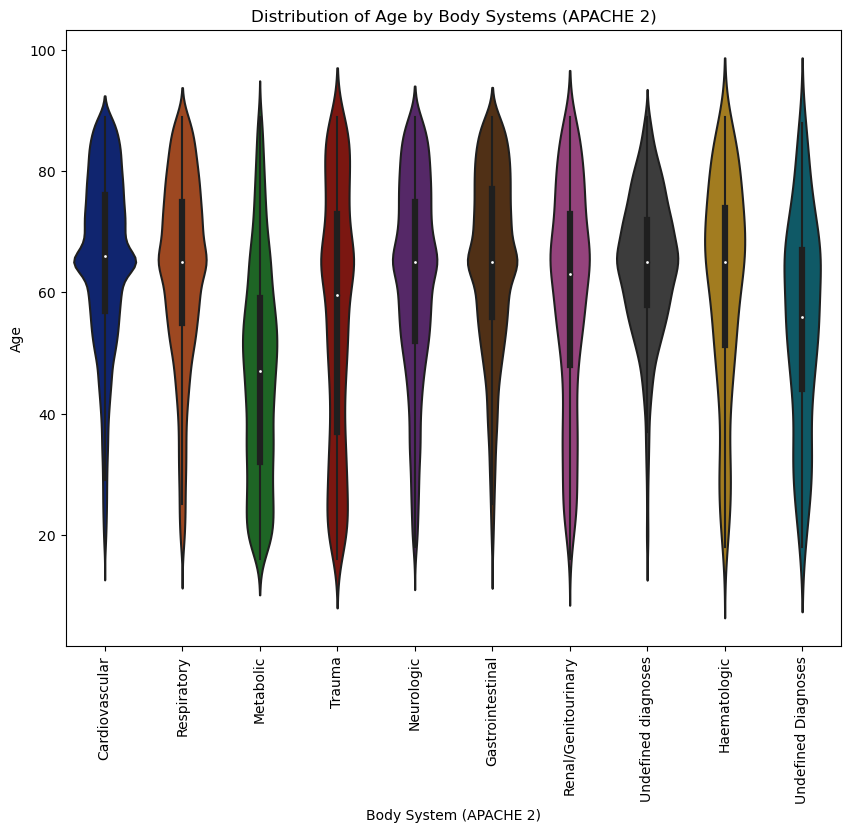 Distribution of Age by Body Systems (APACHE 2)
100
80
60
40
20
Age
Cardiovascular
Respiratory
Metabolic
Trauma
Neurologic
Gastrointestinal
Renal/Genitourinary
Undefined diagnoses
Haematologic
Undefined Diagnoses
Body System (APACHE 2)